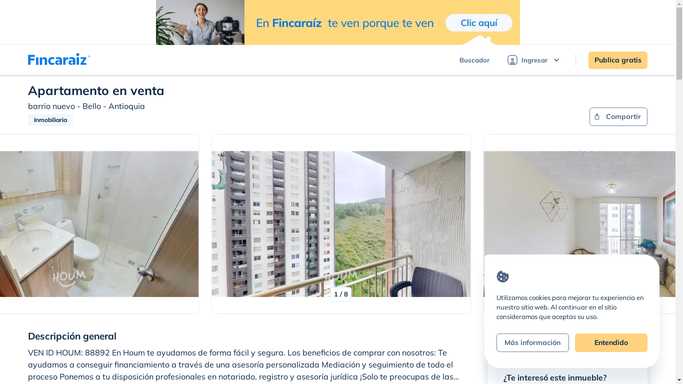 En Fincaraíz te ven porque te ven
Clic aquí
Fincaraiz
Buscador
Ingresar
Publica gratis
Apartamento en venta
barrio nuevo - Bello - Antioquia
Inmobiliaria
Compartir
HOUM
HOUM
1 / 8
Utilizamos cookies para mejorar tu experiencia en
nuestro sitio web. Al continuar en el sitio
consideramos que aceptas su uso.
Más información
Entendido
Descripción general
VEN ID HOUM: 88892 En Houm te ayudamos de forma fácil y segura. Los beneficios de comprar con nosotros: Te
ayudamos a conseguir financiamiento a través de una asesoría personalizada Mediación y seguimiento de todo el
proceso Ponemos a tu disposición profesionales en notariado, registro y asesoría jurídica ¡Solo te preocupas de las...
¿Te interesó este inmueble?